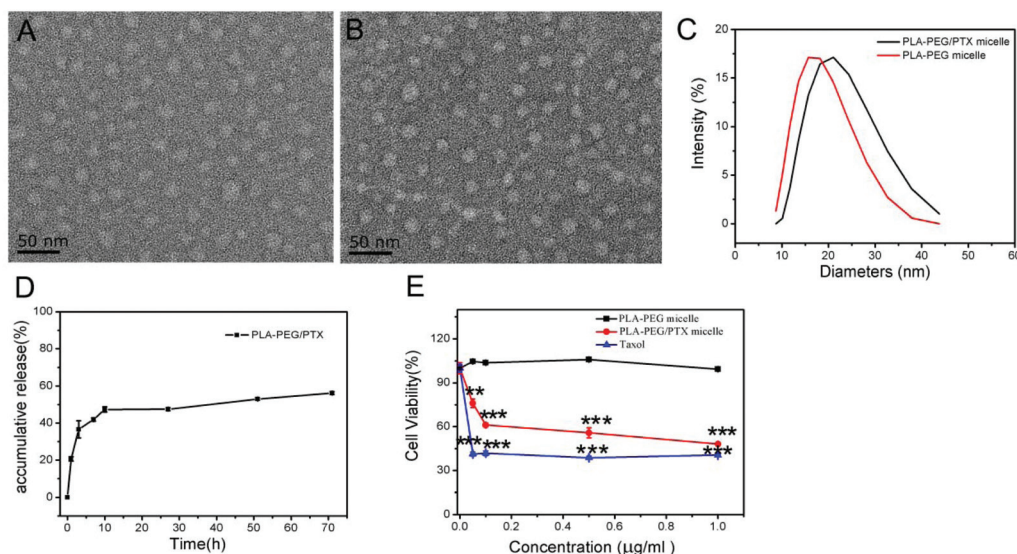 A
50 nm
B
50 nm
C
PLA-PEG/PTX micelle
PLA-PEG micelle
Intensity (%)
20
15
10
5
0
0 10 20 30 40 50 60
Diameters (nm)
D
PLA-PEG/PTX
accumulative release(%)
100
80
60
40
20
0
0 10 20 30 40 50 60 70
Time(h)
E
PLA-PEG micelle
PLA-PEG/PTX micelle
Taxol
Cell Viability(%)
120
90
60
30
0
** *** *** ***
*** *** *** ***
0.0 0.2 0.4 0.6 0.8 1.0
Concentration (μg/ml )